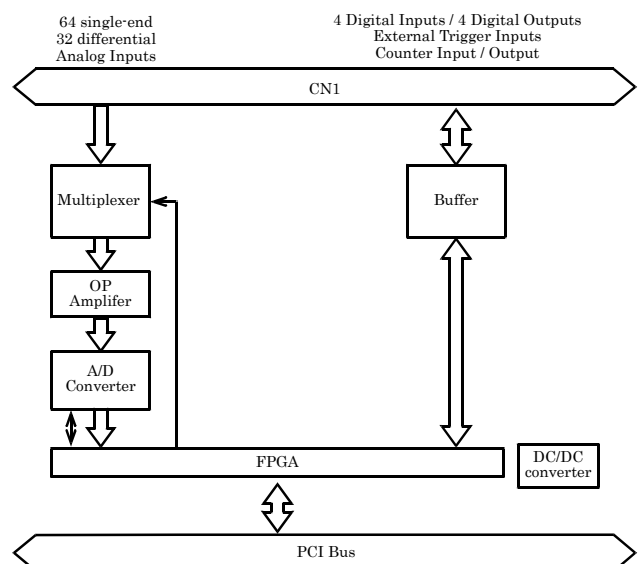 64 single-end
32 differential
Analog Inputs
4 Digital Inputs / 4 Digital Outputs
External Trigger Inputs
Counter Input / Output
CN1
Multiplexer
Buffer
OP
Amplifer
A/D
Converter
FPGA
DC/DC
converter
PCI Bus